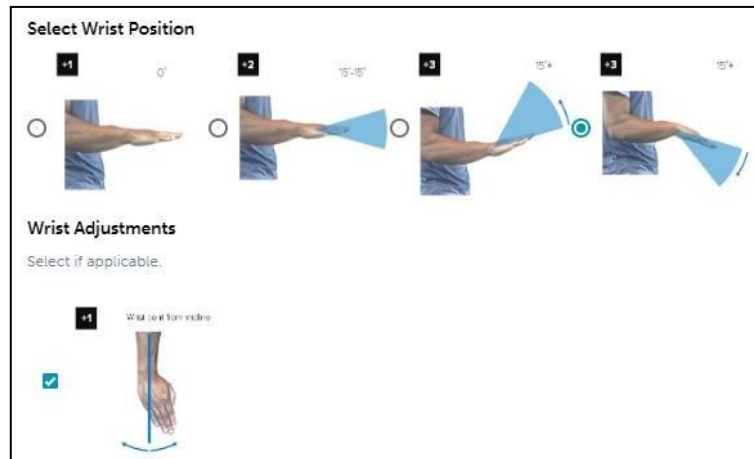 Select Wrist Position
+1 0° +2 15°-15° +3 15°+ +3 15°+
Wrist Adjustments
Select if applicable.
+1 Wrist bent from midline